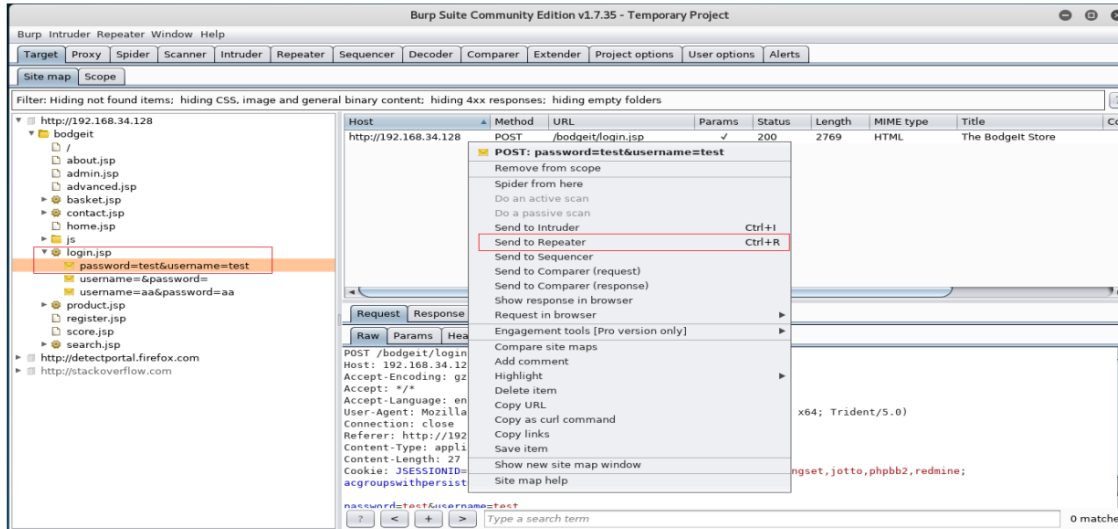 Burp Suite Community Edition v1.7.35 - Temporary Project
Burp Intruder Repeater Window Help
Target Proxy Spider Scanner Intruder Repeater Sequencer Decoder Comparer Extender Project options User options Alerts
Site map Scope
Filter: Hiding not found items; hiding CSS, image and general binary content; hiding 4xx responses; hiding empty folders
http://192.168.34.128
bodgeit
/
about.jsp
admin.jsp
advanced.jsp
basket.jsp
contact.jsp
home.jsp
js
login.jsp
password=test&username=test
username=&password=
username=aa&password=aa
product.jsp
register.jsp
score.jsp
search.jsp
http://detectportal.firefox.com
http://stackoverflow.com
Host Method URL Params Status Length MIME type Title Co
http://192.168.34.128 POST /bodgeit/login.jsp ✓ 200 2769 HTML The BodgeIt Store
POST: password=test&username=test
Remove from scope
Spider from here
Do an active scan
Do a passive scan
Send to Intruder Ctrl+I
Send to Repeater Ctrl+R
Send to Sequencer
Send to Comparer (request)
Send to Comparer (response)
Show response in browser
Request in browser
Engagement tools [Pro version only]
Compare site maps
Add comment
Highlight
Delete item
Copy URL
Copy as curl command
Copy links
Save item
Show new site map window
Site map help
Request Response
Raw Params Hea
POST /bodgeit/login
Host: 192.168.34.12
Accept-Encoding: gz
Accept: */*
Accept-Language: en
User-Agent: Mozilla x64; Trident/5.0)
Connection: close
Referer: http://192
Content-Type: appli
Content-Length: 27
Cookie: JSESSIONID= ngset,jotto,phpbb2,redmine;
acgroupswithpersist
password=test&username=test
? < + > Type a search term 0 matche